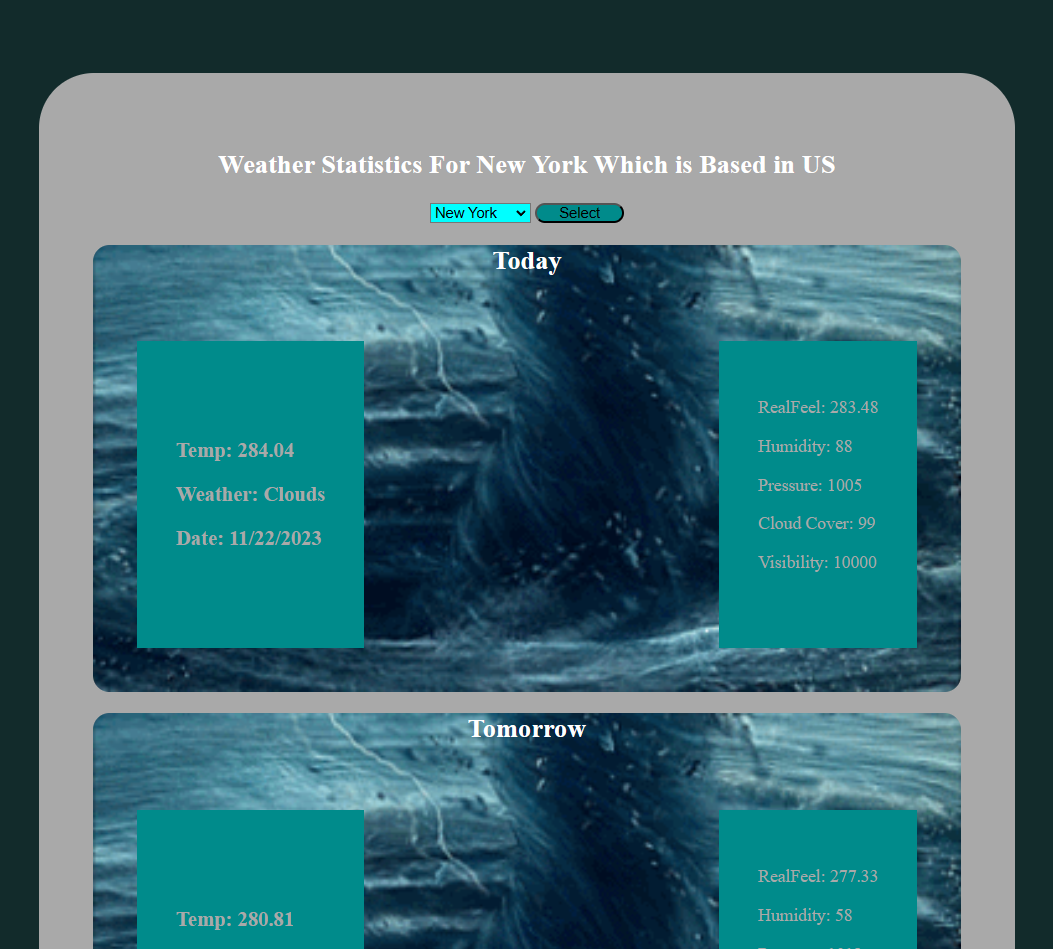 Weather Statistics For New York Which is Based in US
New York Select
Today
Temp: 284.04
Weather: Clouds
Date: 11/22/2023
RealFeel: 283.48
Humidity: 88
Pressure: 1005
Cloud Cover: 99
Visibility: 10000
Tomorrow
Temp: 280.81
RealFeel: 277.33
Humidity: 58